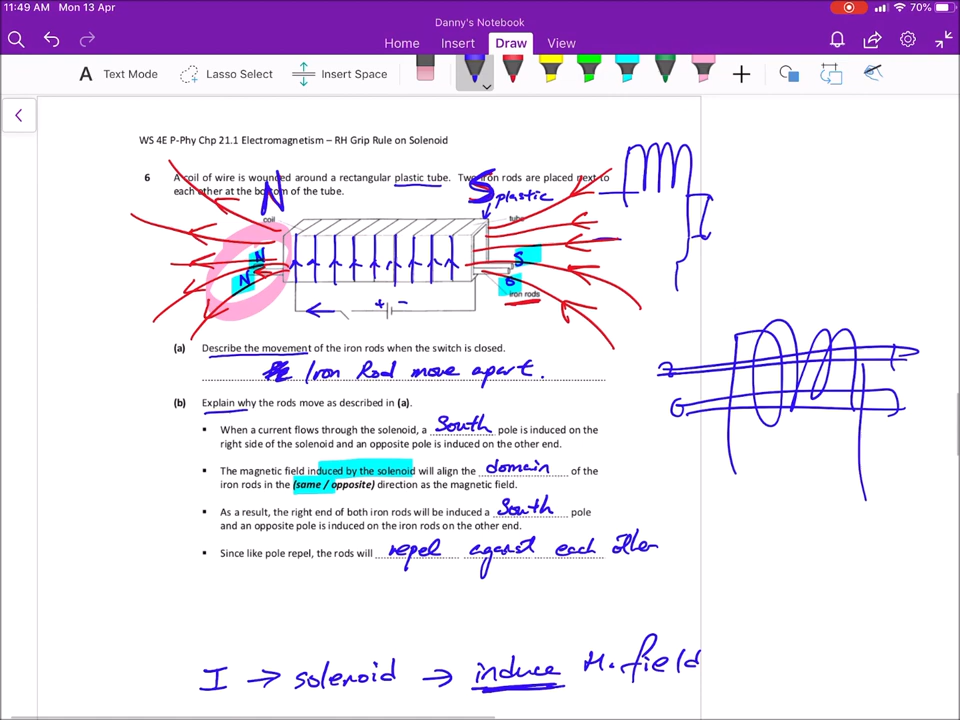 11:49 AM Mon 13 Apr
70%
Danny's Notebook
Home Insert Draw View
A Text Mode Lasso Select Insert Space
WS 4E P-Phy Chp 21.1 Electromagnetism – RH Grip Rule on Solenoid
6 A coil of wire is wounded around a rectangular plastic tube. Two iron rods are placed next to
each other at the bottom of the tube.
N S
plastic
coil tube
N S
N S
+ -
iron rods
I
(a) Describe the movement of the iron rods when the switch is closed.
Iron Rod move apart.
(b) Explain why the rods move as described in (a).
▪ When a current flows through the solenoid, a South pole is induced on the
right side of the solenoid and an opposite pole is induced on the other end.
▪ The magnetic field induced by the solenoid will align the domain of the
iron rods in the (same / opposite) direction as the magnetic field.
▪ As a result, the right end of both iron rods will be induced a South pole
and an opposite pole is induced on the iron rods on the other end.
▪ Since like pole repel, the rods will repel against each other
I → solenoid → induce M. field